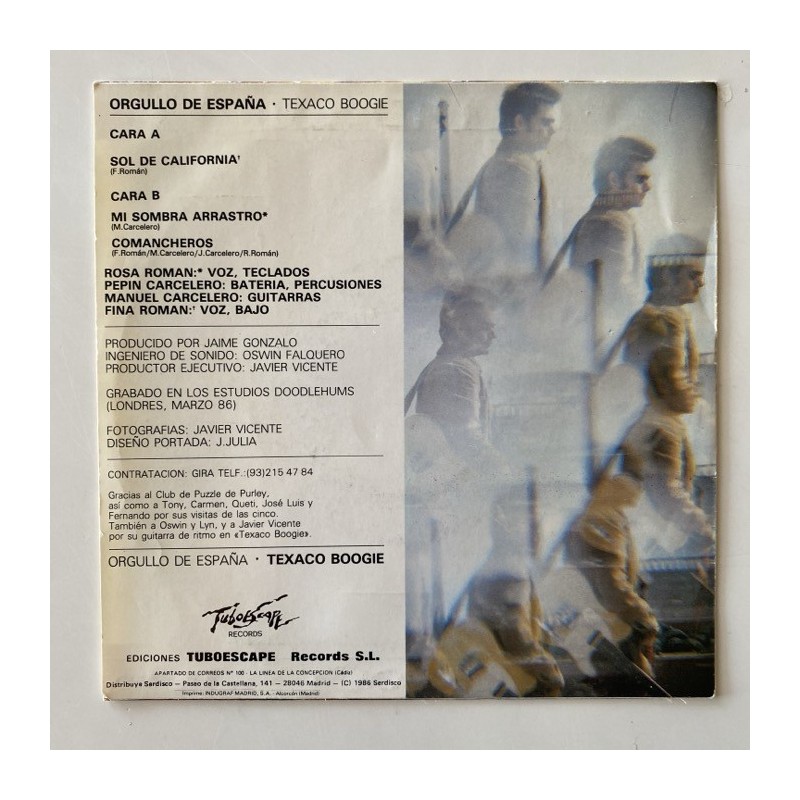 ORGULLO DE ESPAÑA · TEXACO BOOGIE
CARA A
SOL DE CALIFORNIA†
(F.Román)
CARA B
MI SOMBRA ARRASTRO*
(M.Carcelero)
COMANCHEROS
(F.Román/M.Carcelero/J.Carcelero/R.Román)
ROSA ROMAN:* VOZ, TECLADOS
PEPIN CARCELERO: BATERIA, PERCUSIONES
MANUEL CARCELERO: GUITARRAS
FINA ROMAN:† VOZ, BAJO
PRODUCIDO POR JAIME GONZALO
INGENIERO DE SONIDO: OSWIN FALQUERO
PRODUCTOR EJECUTIVO: JAVIER VICENTE
GRABADO EN LOS ESTUDIOS DOODLEHUMS
(LONDRES, MARZO 86)
FOTOGRAFIAS: JAVIER VICENTE
DISEÑO PORTADA: J.JULIA
CONTRATACION: GIRA TELF.:(93)215 47 84
Gracias al Club de Puzzle de Purley,
así como a Tony, Carmen, Queti, José Luis y
Fernando por sus visitas de las cinco.
También a Oswin y Lyn, y a Javier Vicente
por su guitarra de ritmo en «Texaco Boogie».
ORGULLO DE ESPAÑA · TEXACO BOOGIE
TuboEscape
RECORDS
EDICIONES TUBOESCAPE Records S.L.
APARTADO DE CORREOS Nº 100 - LA LINEA DE LA CONCEPCION (Cádiz)
Distribuye Serdisco — Paseo de la Castellana, 141 — 28046 Madrid — (C) 1986 Serdisco
Imprime: INDUGRAF MADRID, S.A. - Alcorcón (Madrid)